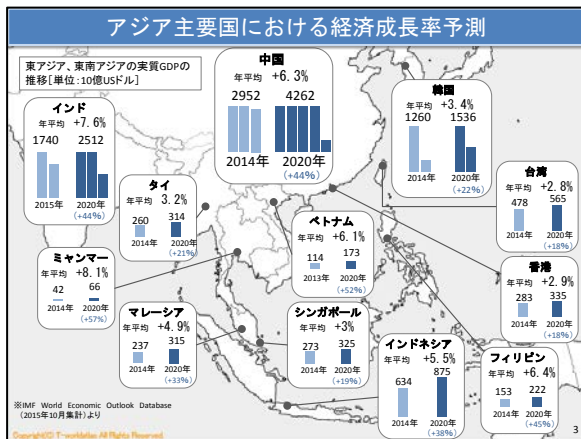 アジア主要国における経済成長率予測
東アジア、東南アジアの実質GDPの
推移[単位:10億USドル]
中国
年平均 +6.3%
2952 4262
2014年 2020年
(+44%)
韓国
年平均 +3.4%
1260 1536
2014年 2020年
(+22%)
インド
年平均 +7.6%
1740 2512
2015年 2020年
(+44%)
台湾
年平均 +2.8%
478 565
2014年 2020年
(+18%)
タイ
年平均 3.2%
260 314
2014年 2020年
(+21%)
ベトナム
年平均 +6.1%
114 173
2013年 2020年
(+52%)
ミャンマー
年平均 +8.1%
42 66
2014年 2020年
(+57%)
香港
年平均 +2.9%
283 335
2014年 2020年
(+18%)
マレーシア
年平均 +4.9%
237 315
2014年 2020年
(+33%)
シンガポール
年平均 +3%
273 325
2014年 2020年
(+19%)
インドネシア
年平均 +5.5%
634 875
2014年 2020年
(+38%)
フィリピン
年平均 +6.4%
153 222
2014年 2020年
(+45%)
※IMF World Economic Outlook Database
(2015年10月集計)より
Copyright(C) T-worldatlas All Rights Reserved.
3